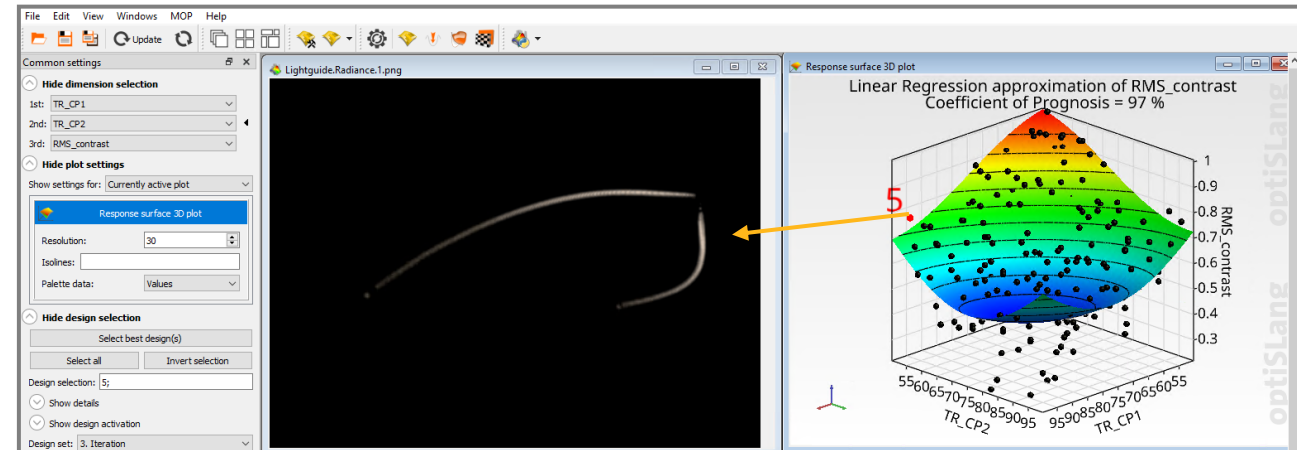 File Edit View Windows MOP Help
Update
Common settings
Hide dimension selection
1st: TR_CP1
2nd: TR_CP2
3rd: RMS_contrast
Hide plot settings
Show settings for: Currently active plot
Response surface 3D plot
Resolution: 30
Isolines:
Palette data: Values
Hide design selection
Select best design(s)
Select all Invert selection
Design selection: 5;
Show details
Show design activation
Design set: 3. Iteration
Lightguide.Radiance.1.png
Response surface 3D plot
Linear Regression approximation of RMS_contrast
Coefficient of Prognosis = 97 %
5
1
0.9
0.8
0.7
0.6
0.5
0.4
0.3
RMS_contrast
55 60 65 70 75 80 85 90 95
TR_CP2
95 90 85 80 75 70 65 60 55
TR_CP1
optiSLang
optiSLang